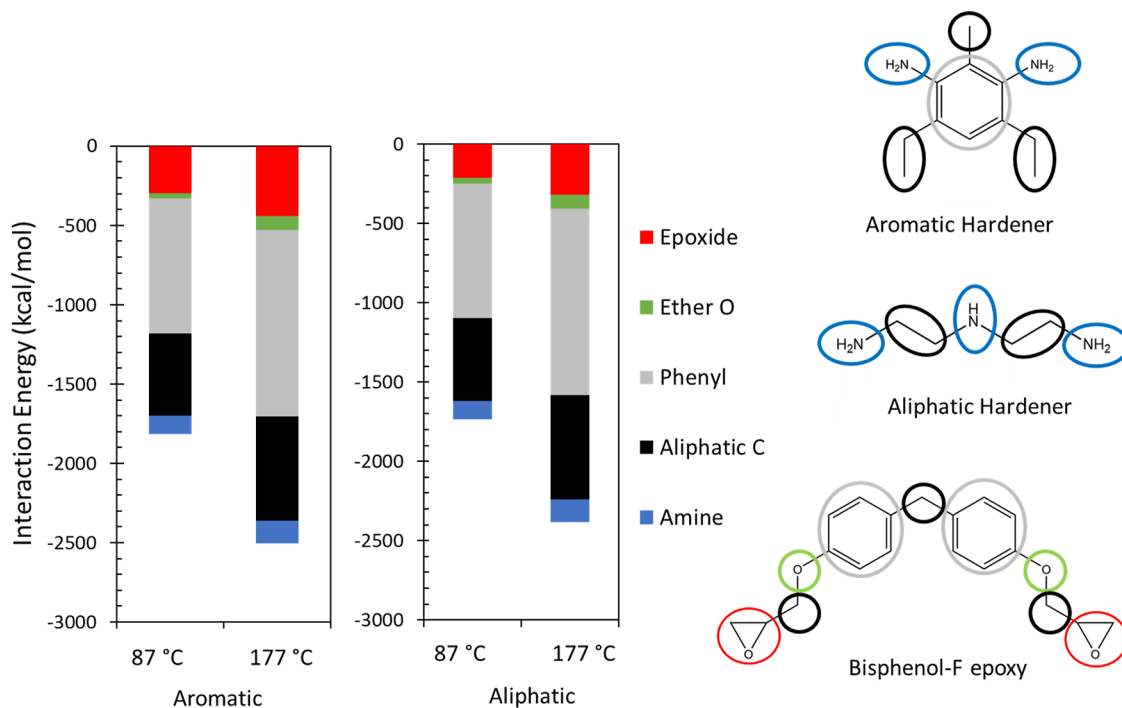 Interaction Energy (kcal/mol)
0
-500
-1000
-1500
-2000
-2500
-3000
87 °C
177 °C
Aromatic
0
-500
-1000
-1500
-2000
-2500
-3000
87 °C
177 °C
Aliphatic
Epoxide
Ether O
Phenyl
Aliphatic C
Amine
H₂N
NH₂
Aromatic Hardener
H₂N
H
N
NH₂
Aliphatic Hardener
O
O
O
O
Bisphenol-F epoxy